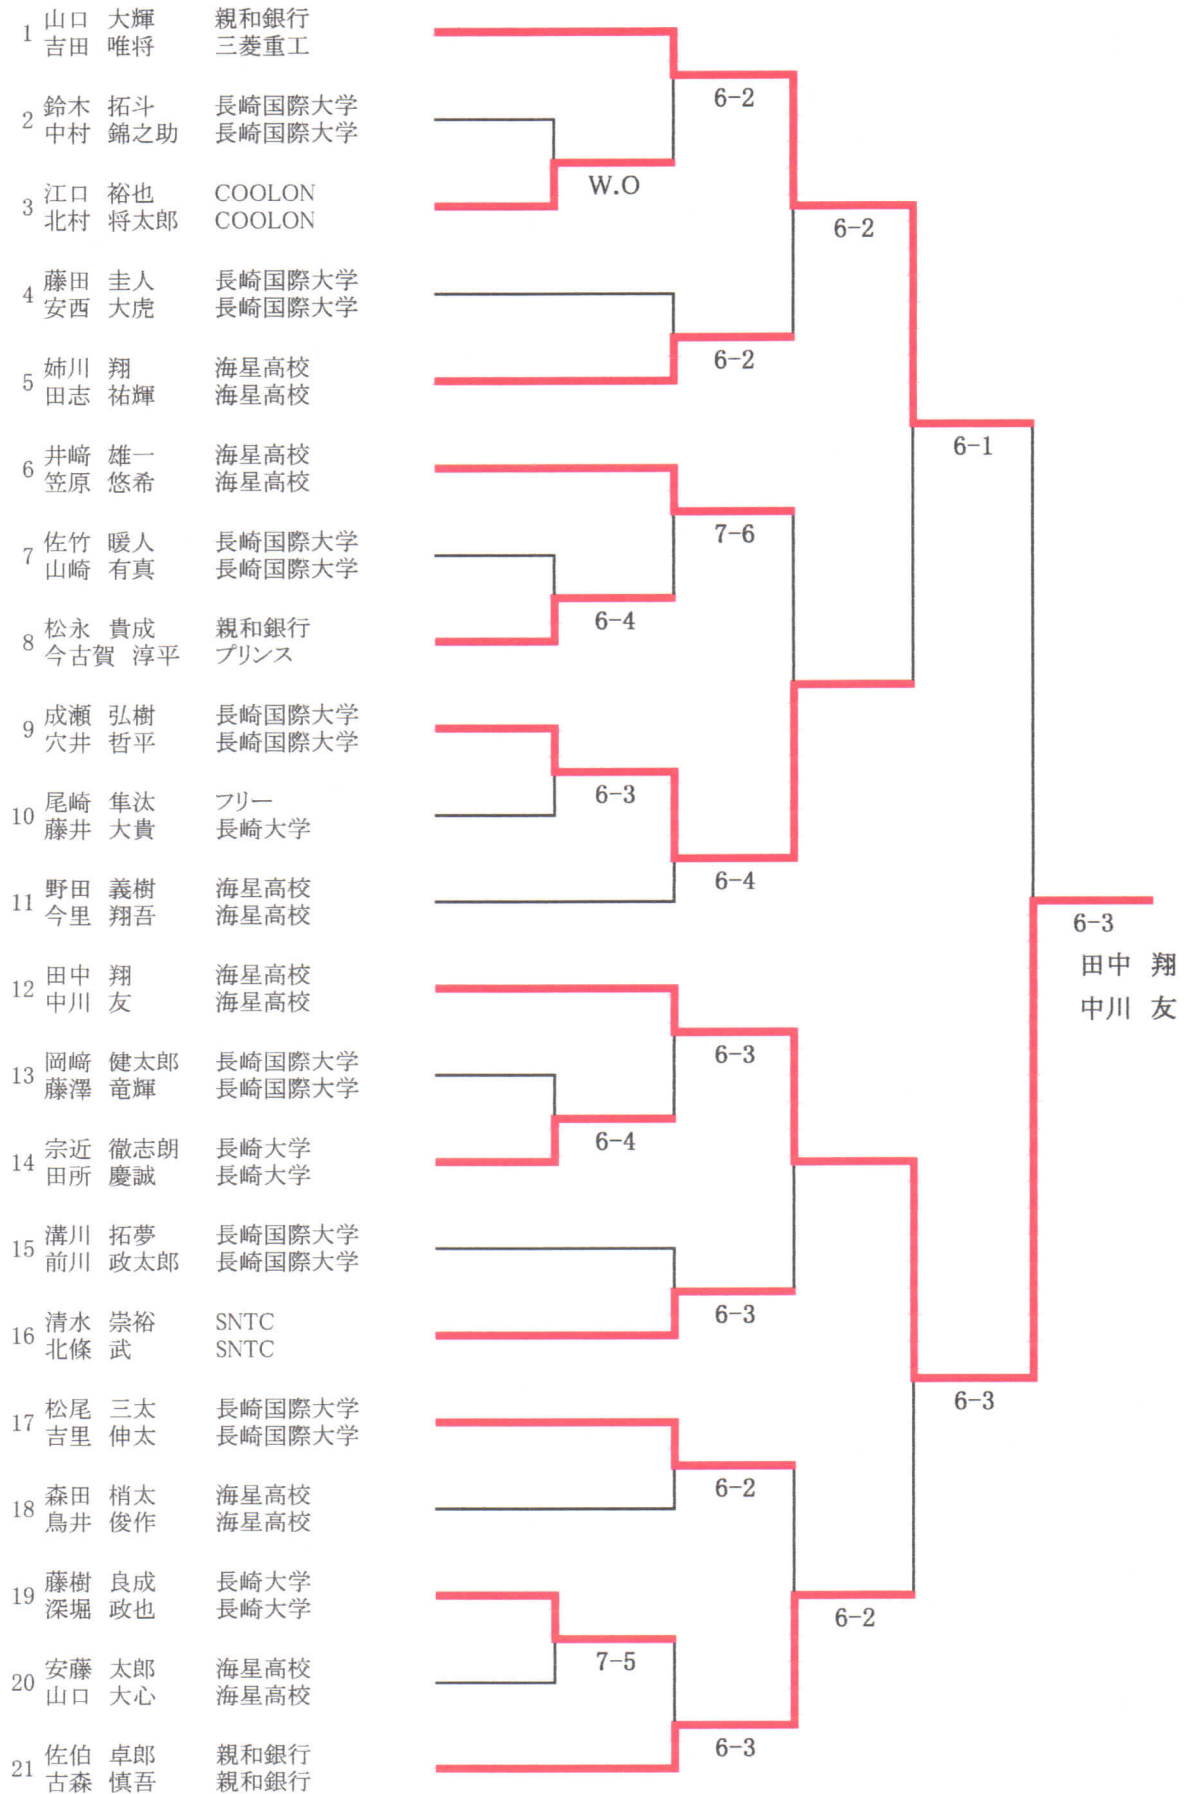 1 山口 大輝 親和銀行
吉田 唯将 三菱重工
6-2
2 鈴木 拓斗 長崎国際大学
中村 錦之助 長崎国際大学
W.O
3 江口 裕也 COOLON
北村 将太郎 COOLON
6-2
4 藤田 圭人 長崎国際大学
安西 大虎 長崎国際大学
6-2
5 姉川 翔 海星高校
田志 祐輝 海星高校
6-1
6 井﨑 雄一 海星高校
笠原 悠希 海星高校
7-6
7 佐竹 暖人 長崎国際大学
山崎 有真 長崎国際大学
6-4
8 松永 貴成 親和銀行
今古賀 淳平 プリンス
9 成瀬 弘樹 長崎国際大学
穴井 哲平 長崎国際大学
6-3
10 尾崎 隼汰 フリー
藤井 大貴 長崎大学
6-4
11 野田 義樹 海星高校
今里 翔吾 海星高校
6-3
田中 翔
中川 友
12 田中 翔 海星高校
中川 友 海星高校
6-3
13 岡﨑 健太郎 長崎国際大学
藤澤 竜輝 長崎国際大学
6-4
14 宗近 徹志朗 長崎大学
田所 慶誠 長崎大学
15 溝川 拓夢 長崎国際大学
前川 政太郎 長崎国際大学
6-3
16 清水 崇裕 SNTC
北條 武 SNTC
6-3
17 松尾 三太 長崎国際大学
吉里 伸太 長崎国際大学
6-2
18 森田 梢太 海星高校
鳥井 俊作 海星高校
19 藤樹 良成 長崎大学
深堀 政也 長崎大学
6-2
7-5
20 安藤 太郎 海星高校
山口 大心 海星高校
6-3
21 佐伯 卓郎 親和銀行
古森 慎吾 親和銀行